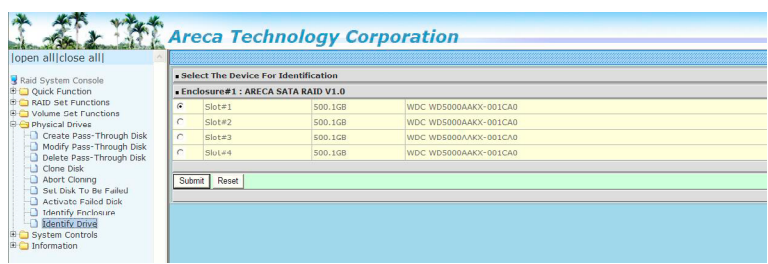 Areca Technology Corporation
|open all|close all|
Raid System Console
Quick Function
RAID Set Functions
Volume Set Functions
Physical Drives
Create Pass-Through Disk
Modify Pass-Through Disk
Delete Pass-Through Disk
Clone Disk
Abort Cloning
Set Disk To Be Failed
Activate Failed Disk
Identify Enclosure
Identify Drive
System Controls
Information
Select The Device For Identification
Enclosure#1 : ARECA SATA RAID V1.0
Slot#1 500.1GB WDC WD5000AAKX-001CA0
Slot#2 500.1GB WDC WD5000AAKX-001CA0
Slot#3 500.1GB WDC WD5000AAKX-001CA0
Slot#4 500.1GB WDC WD5000AAKX-001CA0
Submit Reset